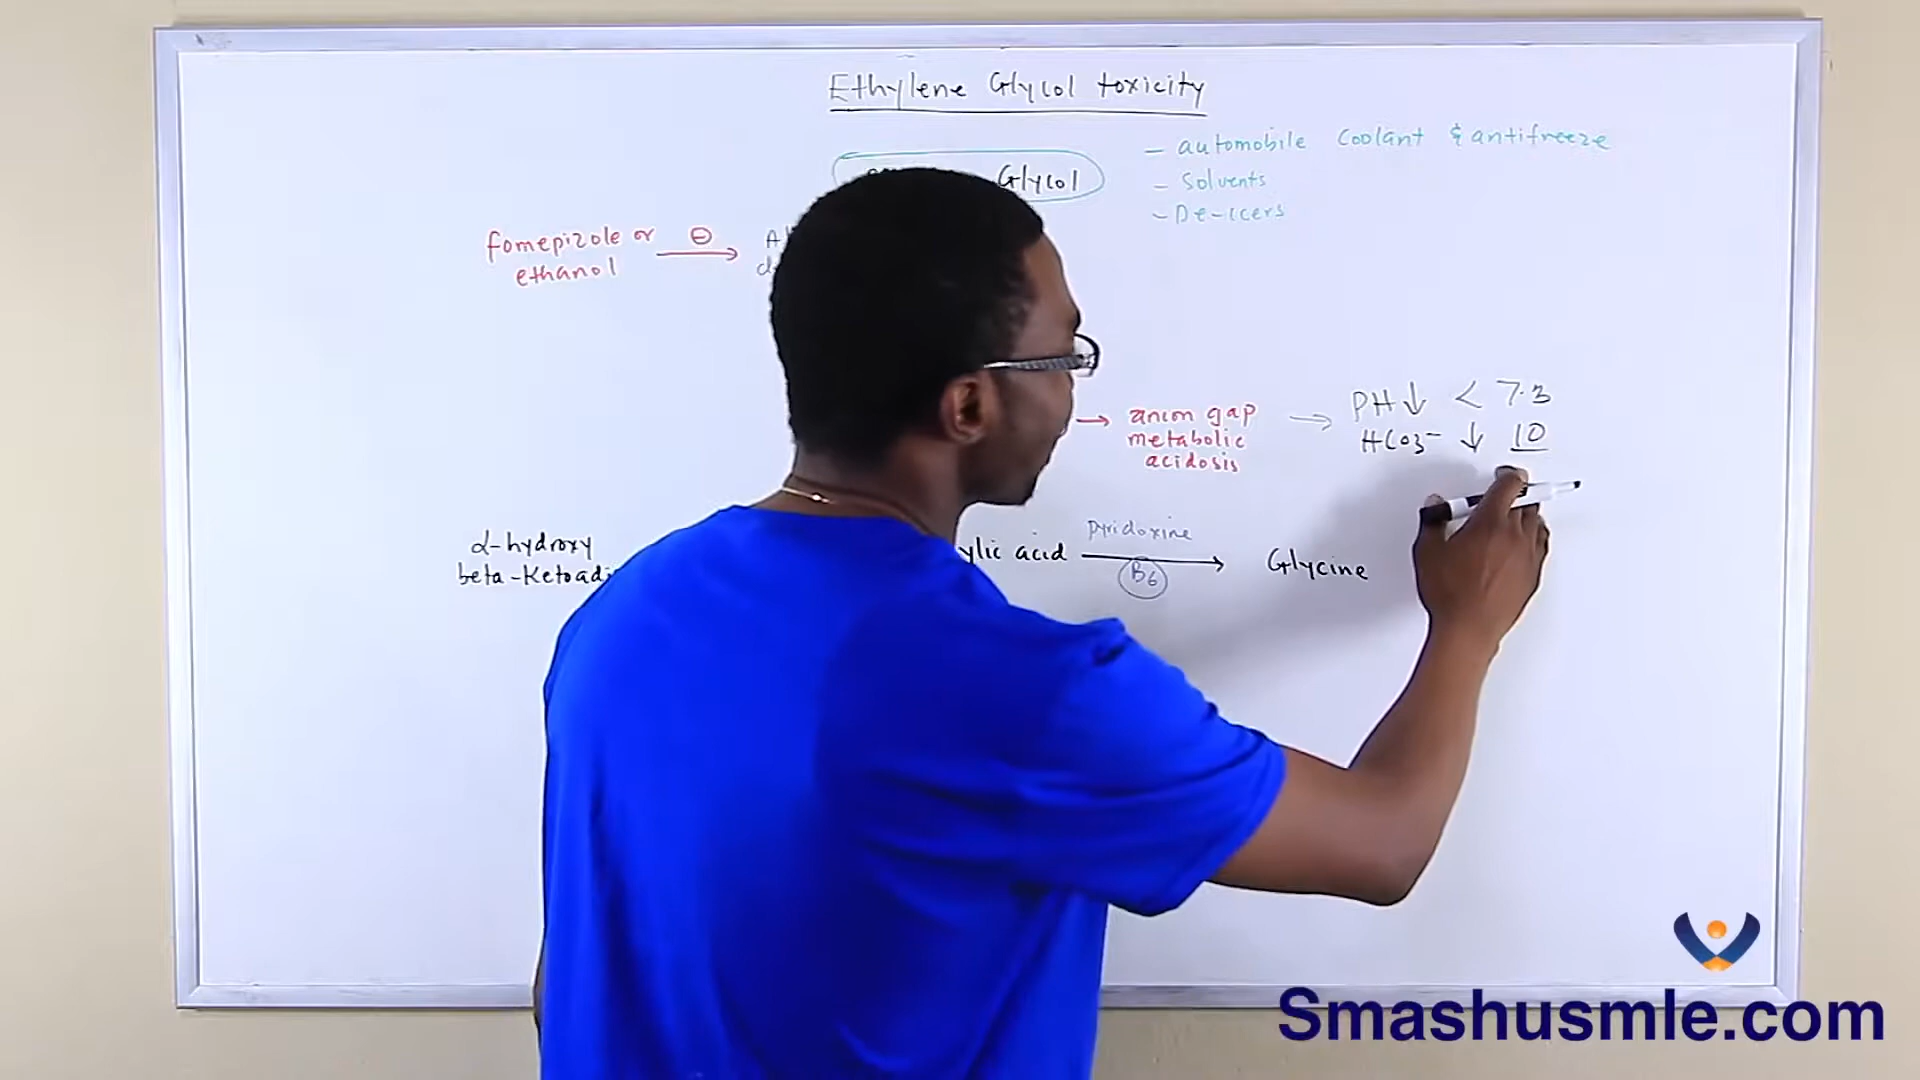 Ethylene Glycol toxicity
Glycol
- automobile coolant & antifreeze
- Solvents
- De-icers
fomepizole or
ethanol
⊖
PH ↓ < 7.3
HCO3- ↓ 10
anion gap
metabolic
acidosis
α-hydroxy
beta-Ketoadi
ylic acid
pyridoxine
B6
Glycine
Smashusmle.com